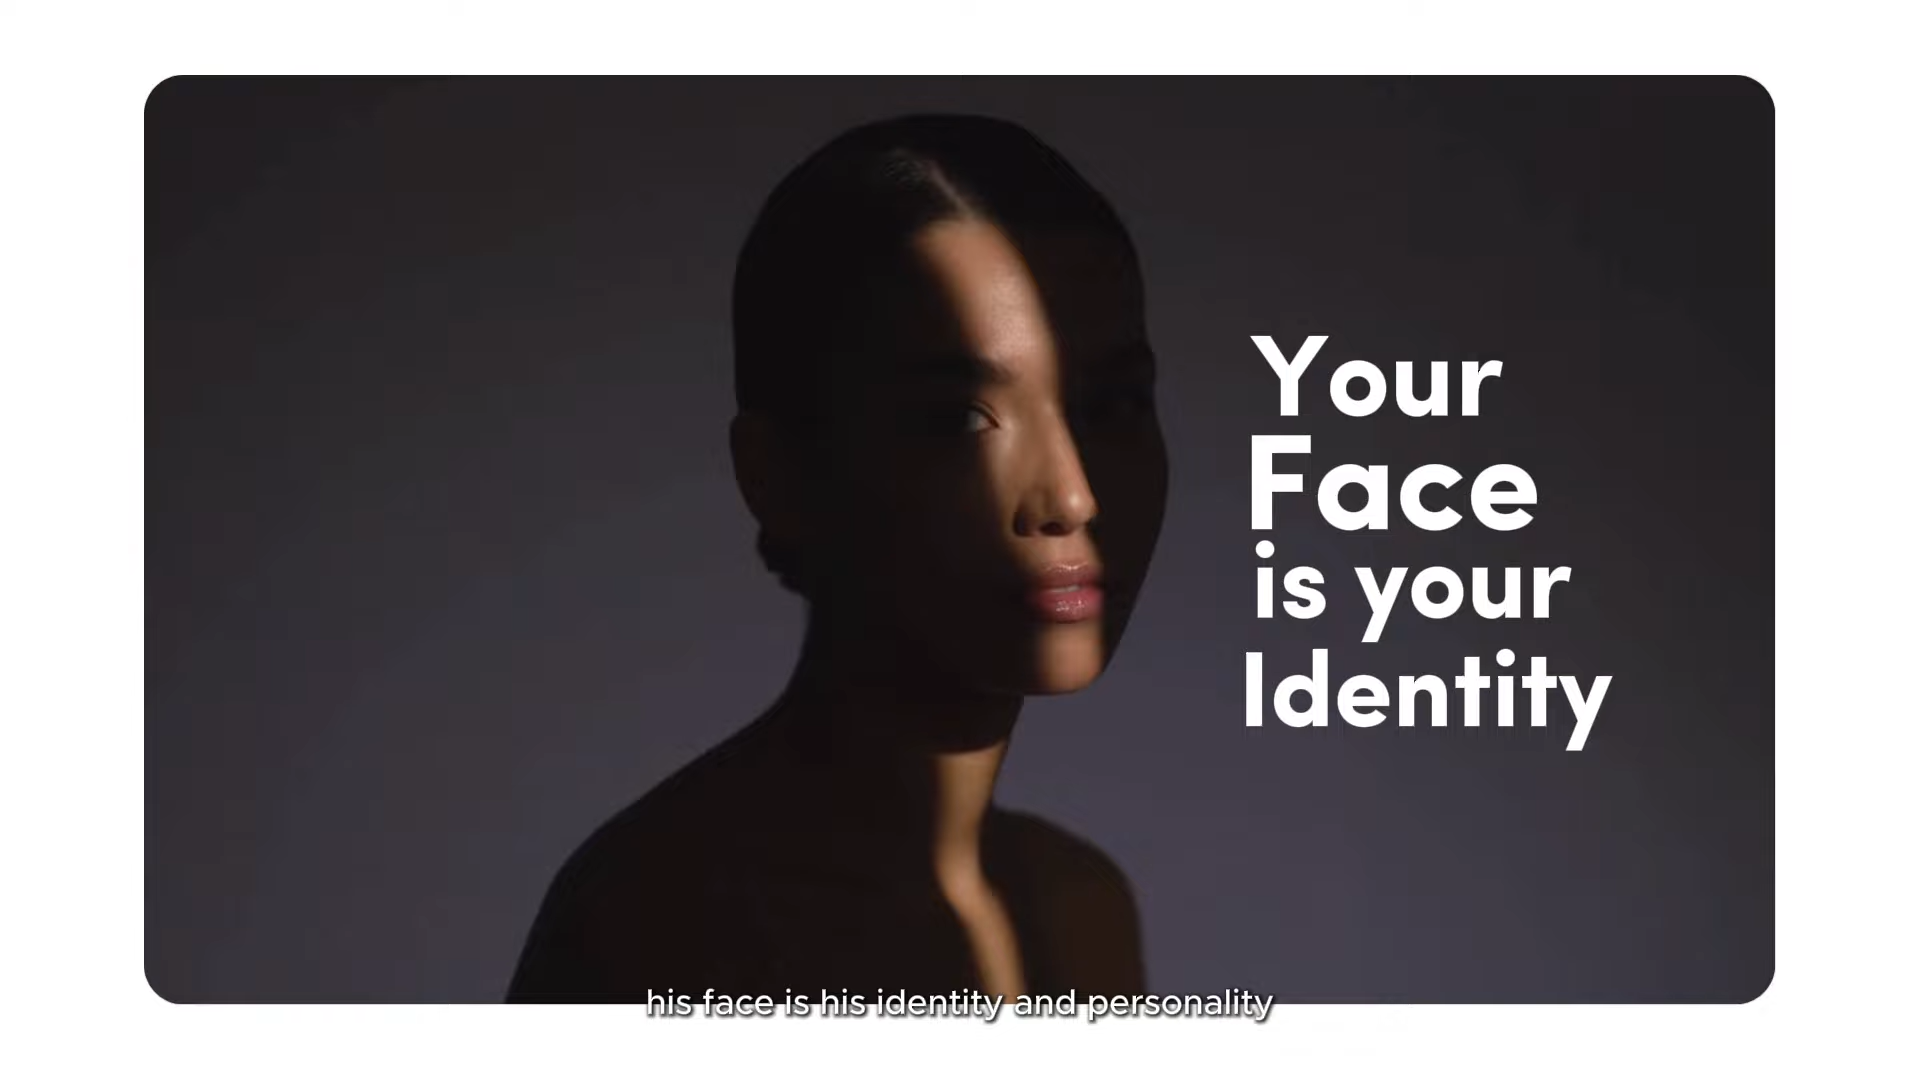 Your
Face
is your
Identity
his face is his identity and personality